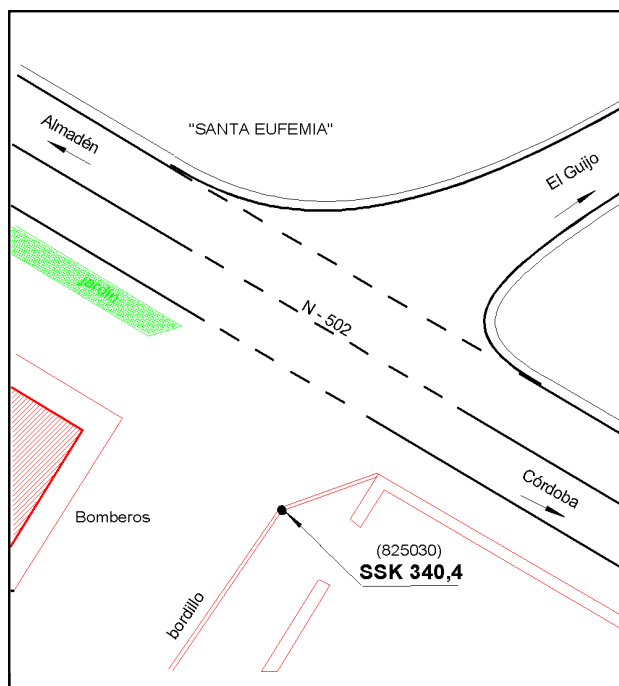 Almadén
"SANTA EUFEMIA"
El Guijo
Jardín
N - 502
Córdoba
Bomberos
(825030)
SSK 340,4
bordillo